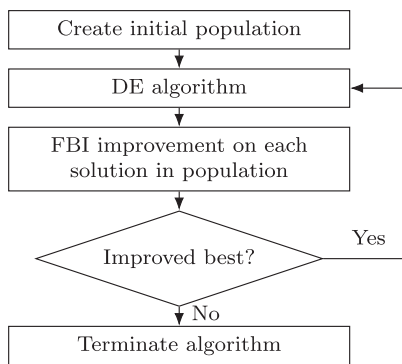 Create initial population
DE algorithm
FBI improvement on each
solution in population
Improved best?
Yes
No
Terminate algorithm